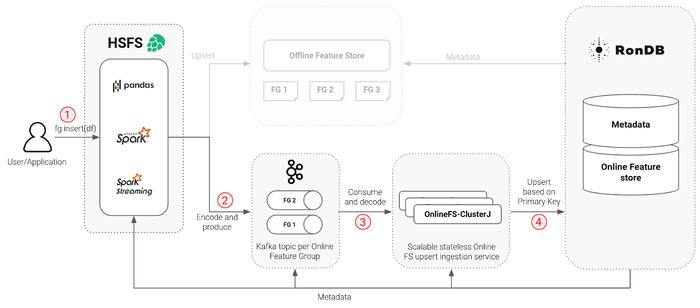 HSFS
pandas
APACHE
Spark
Spark
Streaming
1
fg.insert(df)
User/Application
Upsert
Offline Feature Store
FG 1
FG 2
FG 3
Metadata
RonDB
Metadata
Online Feature
store
2
Encode and
produce
FG 2
FG 1
Kafka topic per Online
Feature Group
Consume
and decode
3
OnlineFS-ClusterJ
Scalable stateless Online
FS upsert ingestion service
Upsert
based on
Primary Key
4
Metadata